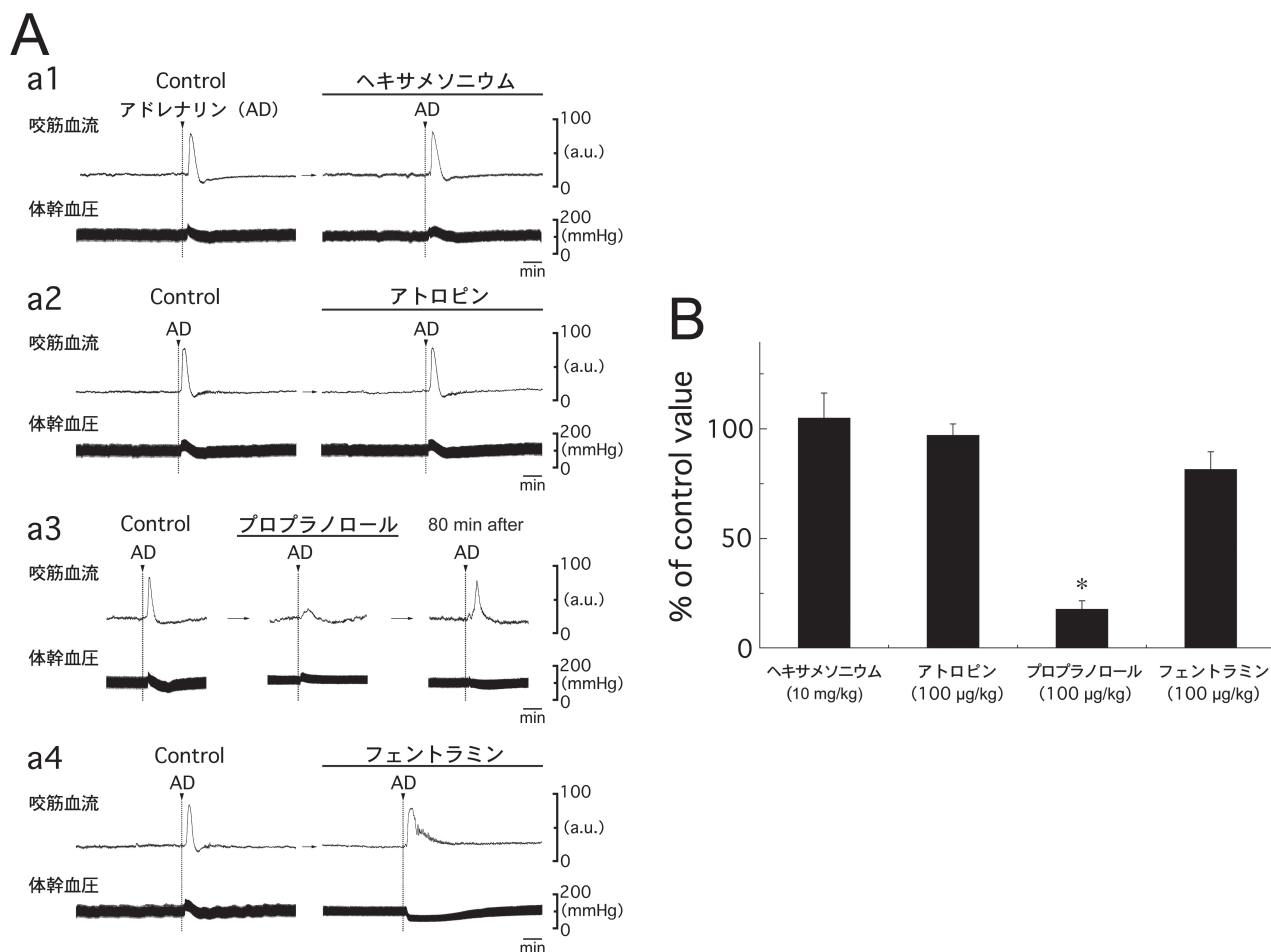 A
a1
Control
ヘキサメソニウム
アドレナリン（AD）
AD
咬筋血流
100
(a.u.)
0
体幹血圧
200
(mmHg)
0
min
a2
Control
アトロピン
AD
AD
咬筋血流
100
(a.u.)
0
体幹血圧
200
(mmHg)
0
min
a3
Control
プロプラノロール
80 min after
AD
AD
AD
咬筋血流
100
(a.u.)
0
体幹血圧
200
(mmHg)
0
min
a4
Control
フェントラミン
AD
AD
咬筋血流
100
(a.u.)
0
体幹血圧
200
(mmHg)
0
min
B
% of control value
100
50
0
*
ヘキサメソニウム
(10 mg/kg)
アトロピン
(100 µg/kg)
プロプラノロール
(100 µg/kg)
フェントラミン
(100 µg/kg)